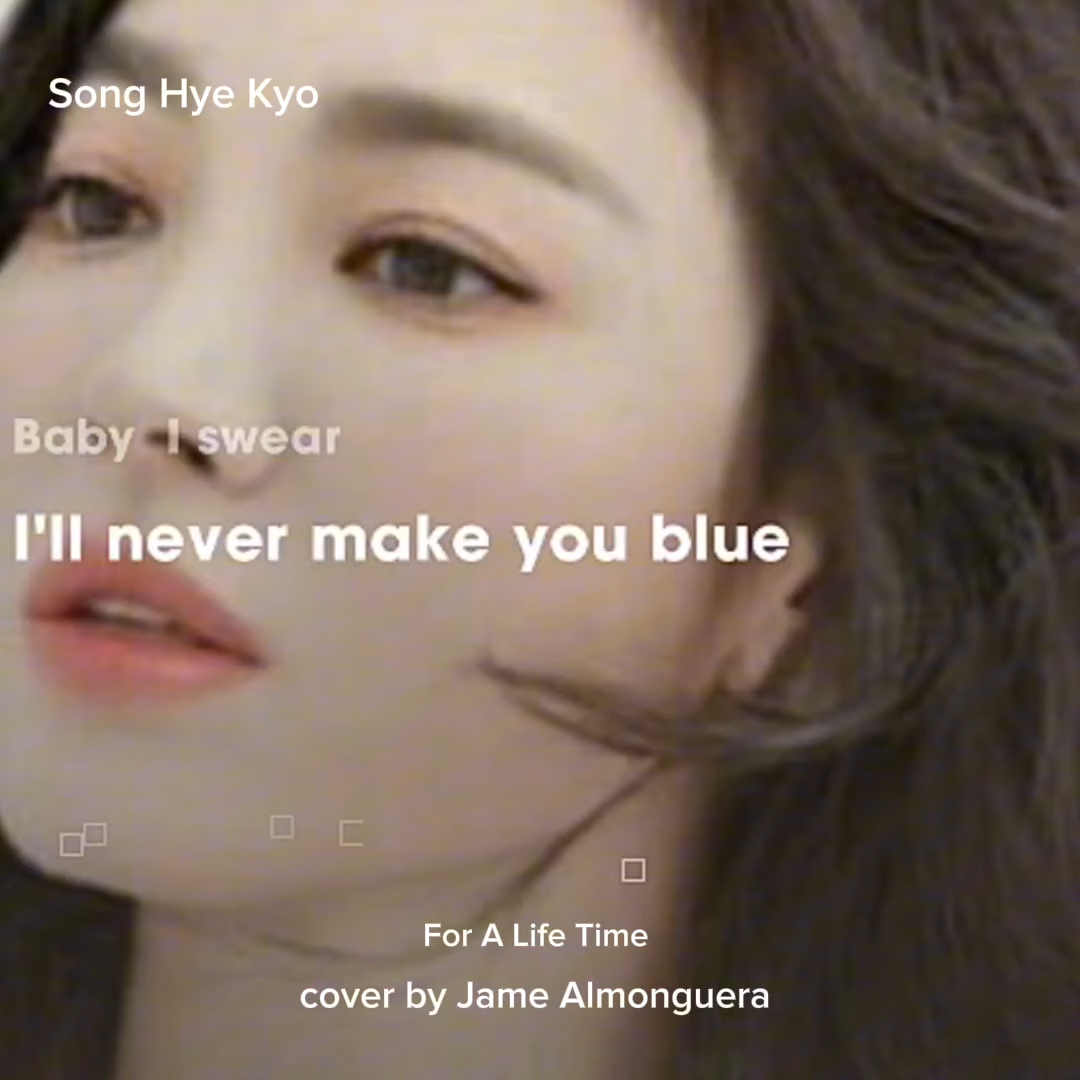 Song Hye Kyo
Baby I swear
I'll never make you blue
For A Life Time
cover by Jame Almonguera